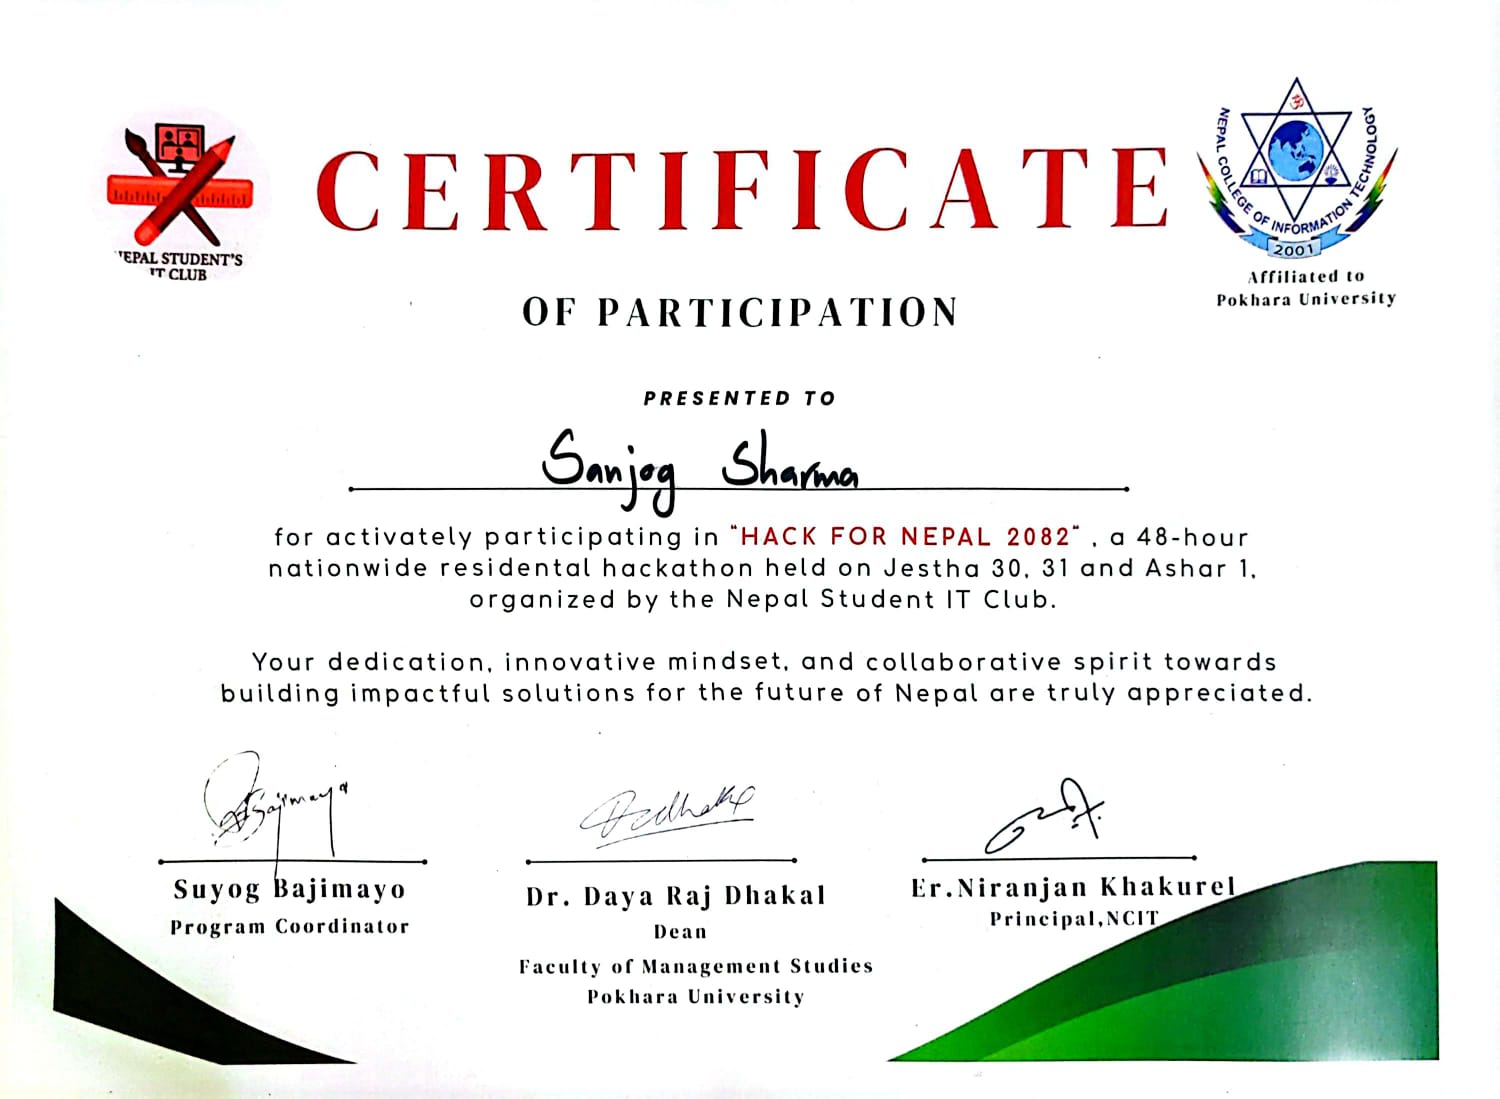 'EPAL STUDENT'S
IT CLUB
CERTIFICATE
NEPAL COLLEGE OF INFORMATION TECHNOLOGY
2001
Affiliated to
Pokhara University
OF PARTICIPATION
PRESENTED TO
Sanjog Sharma
for activately participating in "HACK FOR NEPAL 2082" , a 48-hour
nationwide residental hackathon held on Jestha 30, 31 and Ashar 1,
organized by the Nepal Student IT Club.
Your dedication, innovative mindset, and collaborative spirit towards
building impactful solutions for the future of Nepal are truly appreciated.
Suyog Bajimayo
Program Coordinator
Dr. Daya Raj Dhakal
Dean
Faculty of Management Studies
Pokhara University
Er.Niranjan Khakurel
Principal,NCIT